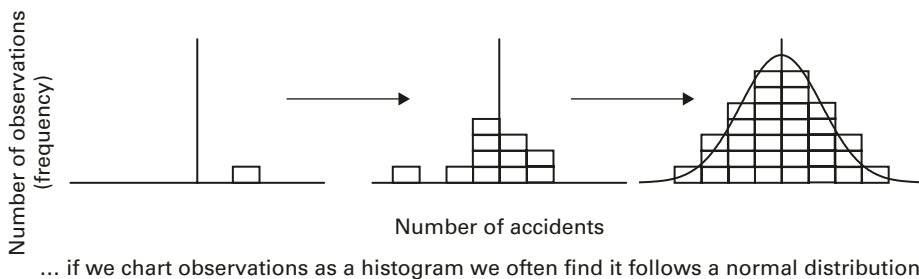 Number of observations
(frequency)
Number of accidents
... if we chart observations as a histogram we often find it follows a normal distribution